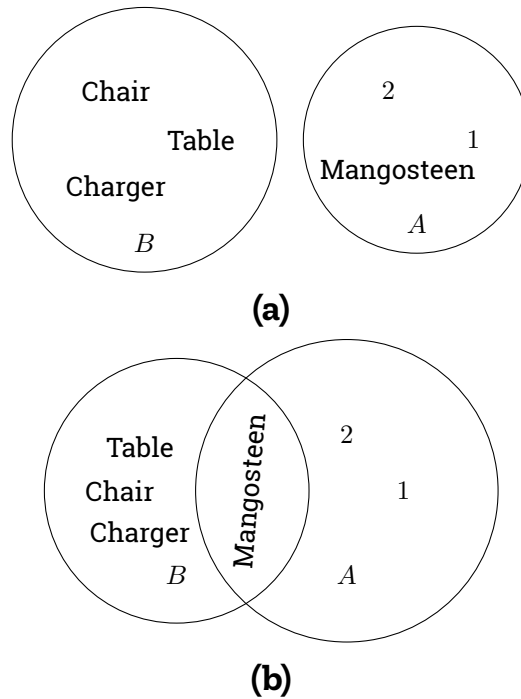 Chair
2
Table
1
Charger
Mangosteen
B
A
(a)
Table
Chair
Charger
B
Mangosteen
2
1
A
(b)